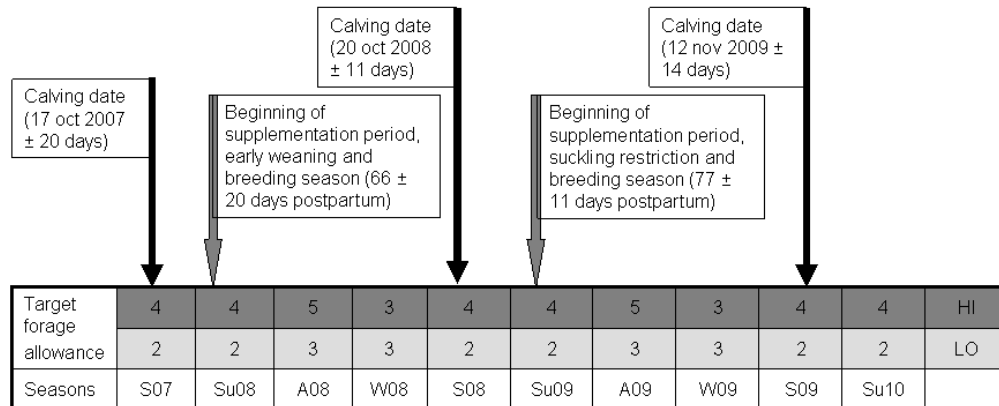 Calving date
(17 oct 2007
± 20 days)
Beginning of
supplementation period,
early weaning and
breeding season (66 ±
20 days postpartum)
Calving date
(20 oct 2008
± 11 days)
Beginning of
supplementation period,
suckling restriction and
breeding season (77 ±
11 days postpartum)
Calving date
(12 nov 2009 ±
14 days)
Target
forage
allowance
4 4 5 3 4 4 5 3 4 4 HI
2 2 3 3 2 2 3 3 2 2 LO
Seasons S07 Su08 A08 W08 S08 Su09 A09 W09 S09 Su10